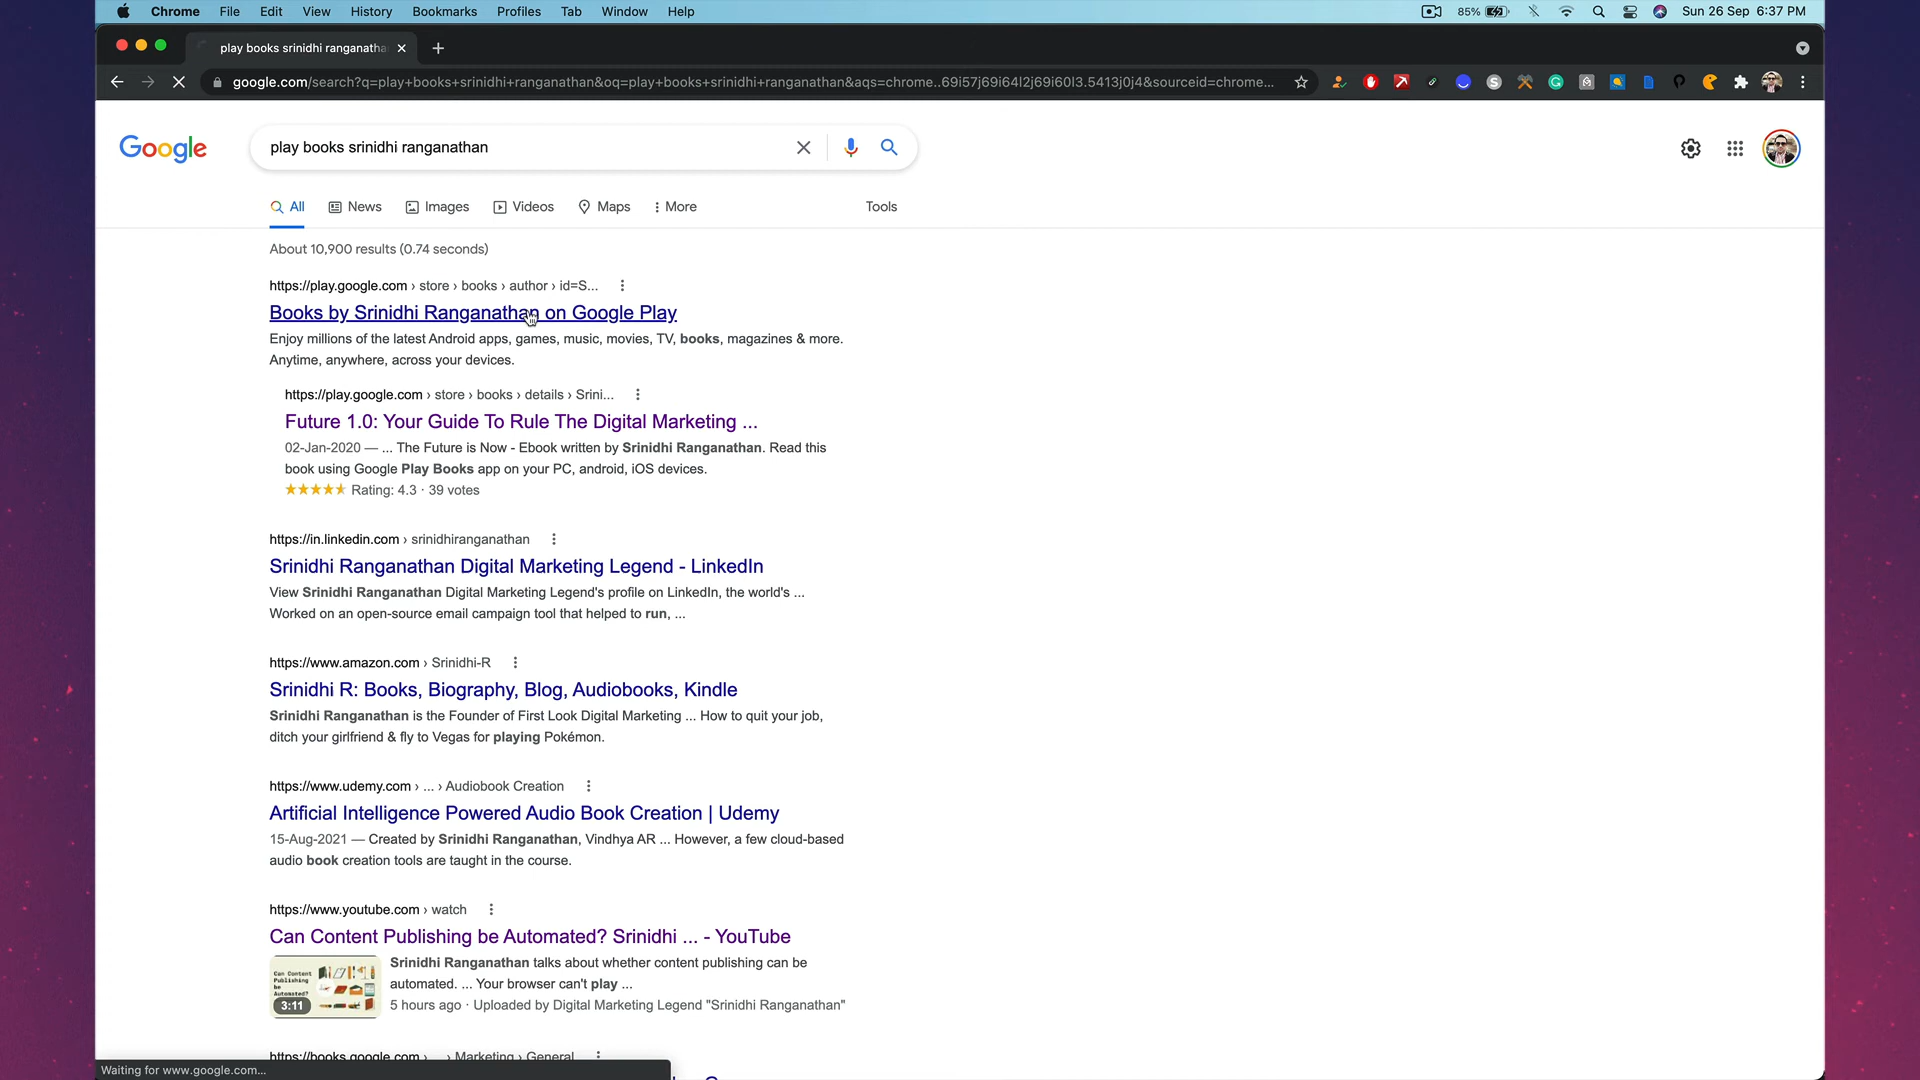 Chrome File Edit View History Bookmarks Profiles Tab Window Help
85% Sun 26 Sep 6:37 PM
play books srinidhi ranganatha
google.com/search?q=play+books+srinidhi+ranganathan&oq=play+books+srinidhi+ranganathan&aqs=chrome..69i57j69i64l2j69i60l3.5413j0j4&sourceid=chrome...
Google
play books srinidhi ranganathan
All News Images Videos Maps More Tools
About 10,900 results (0.74 seconds)
https://play.google.com › store › books › author › id=S...
Books by Srinidhi Ranganathan on Google Play
Enjoy millions of the latest Android apps, games, music, movies, TV, books, magazines & more.
Anytime, anywhere, across your devices.
https://play.google.com › store › books › details › Srini...
Future 1.0: Your Guide To Rule The Digital Marketing ...
02-Jan-2020 — ... The Future is Now - Ebook written by Srinidhi Ranganathan. Read this
book using Google Play Books app on your PC, android, iOS devices.
Rating: 4.3 · 39 votes
https://in.linkedin.com › srinidhiranganathan
Srinidhi Ranganathan Digital Marketing Legend - LinkedIn
View Srinidhi Ranganathan Digital Marketing Legend's profile on LinkedIn, the world's ...
Worked on an open-source email campaign tool that helped to run, ...
https://www.amazon.com › Srinidhi-R
Srinidhi R: Books, Biography, Blog, Audiobooks, Kindle
Srinidhi Ranganathan is the Founder of First Look Digital Marketing ... How to quit your job,
ditch your girlfriend & fly to Vegas for playing Pokémon.
https://www.udemy.com › ... › Audiobook Creation
Artificial Intelligence Powered Audio Book Creation | Udemy
15-Aug-2021 — Created by Srinidhi Ranganathan, Vindhya AR ... However, a few cloud-based
audio book creation tools are taught in the course.
https://www.youtube.com › watch
Can Content Publishing be Automated? Srinidhi ... - YouTube
Can Content
Publishing
be
Automated?
3:11
Srinidhi Ranganathan talks about whether content publishing can be
automated. ... Your browser can't play ...
5 hours ago · Uploaded by Digital Marketing Legend "Srinidhi Ranganathan"
https://books.google.com › ... › Marketing › General
Waiting for www.google.com...